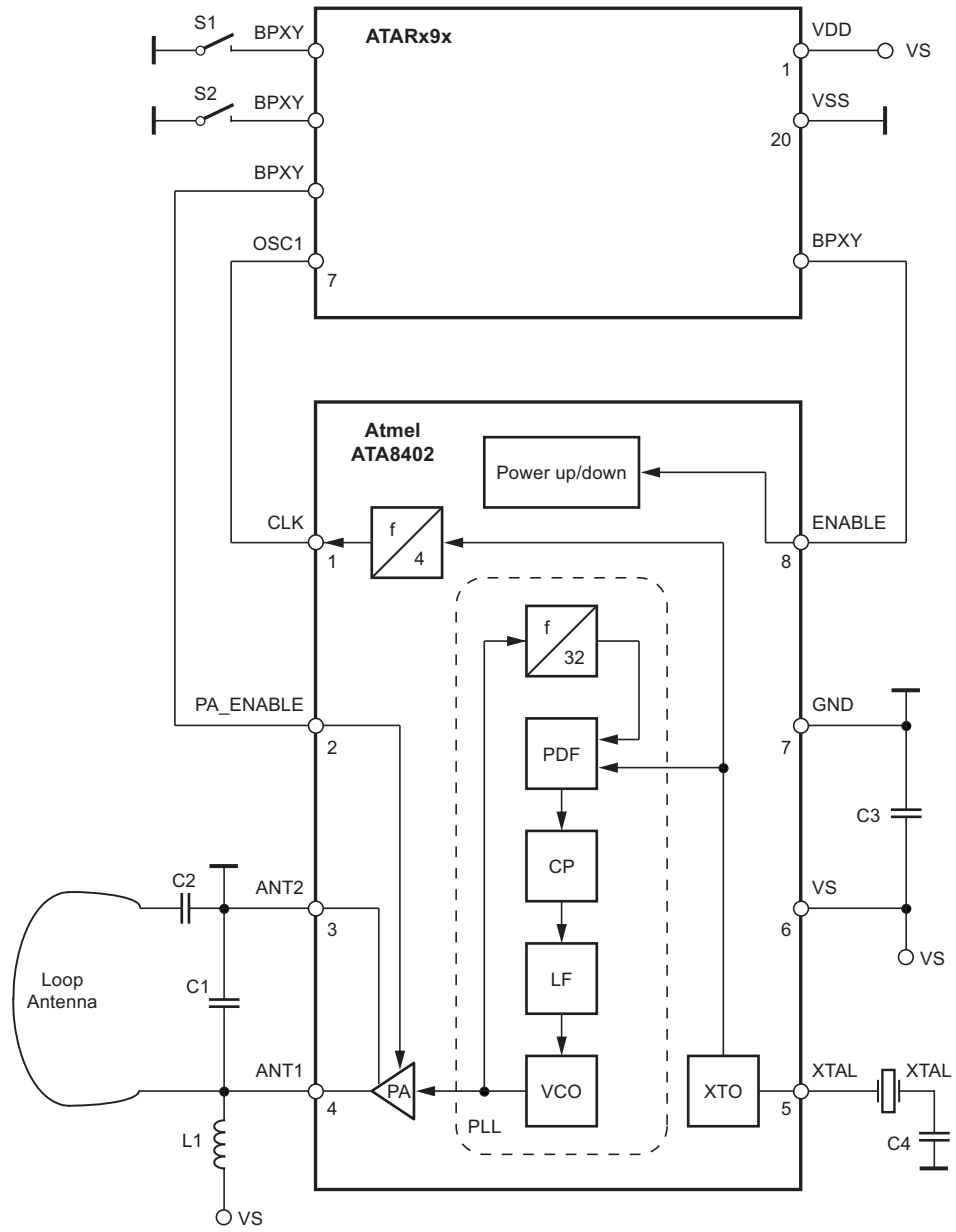 S1
BPXY
ATARx9x
VDD
1
VS
S2
BPXY
VSS
20
BPXY
OSC1
7
BPXY
Atmel
ATA8402
Power up/down
CLK
1
f
4
ENABLE
8
f
32
PA_ENABLE
2
GND
7
PDF
C3
CP
C2
ANT2
3
VS
6
VS
Loop
Antenna
C1
LF
ANT1
4
PA
VCO
XTO
XTAL
5
XTAL
PLL
L1
C4
VS